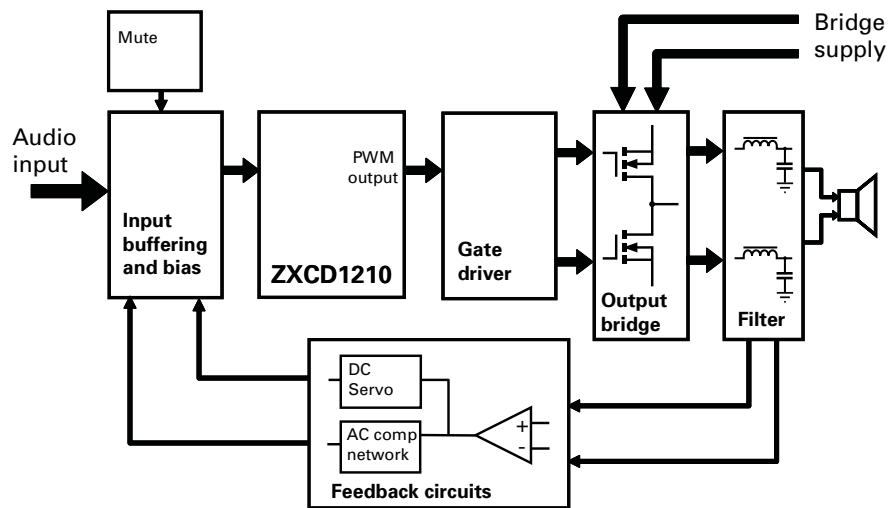 Mute
Bridge
supply
Audio
input
PWM
output
Input
buffering
and bias
ZXCD1210
Gate
driver
Output
bridge
Filter
DC
Servo
AC comp
network
+
-
Feedback circuits